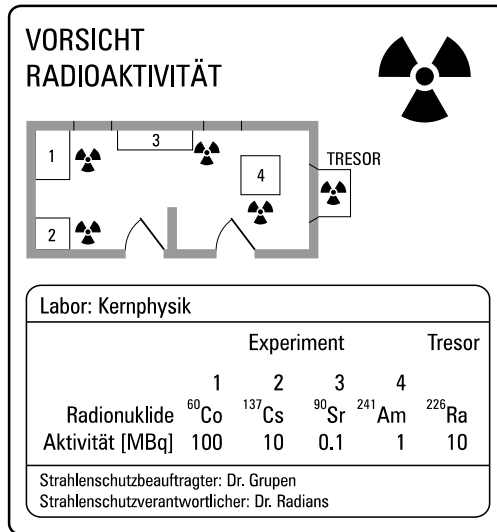 VORSICHT
RADIOAKTIVITÄT
1
3
4
TRESOR
2
Labor: Kernphysik
Experiment Tresor
1 2 3 4
Radionuklide ⁶⁰Co ¹³⁷Cs ⁹⁰Sr ²⁴¹Am ²²⁶Ra
Aktivität [MBq] 100 10 0.1 1 10
Strahlenschutzbeauftragter: Dr. Grupen
Strahlenschutzverantwortlicher: Dr. Radians